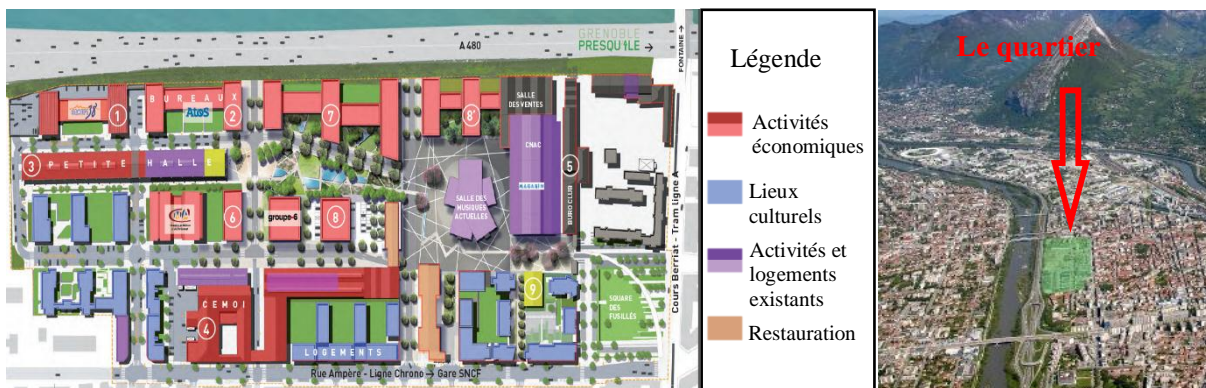 GRENOBLE
PRESQU'ÎLE →
A 480
FONTAINE →
BUREAUX
Atos
1
2
7
8'
SALLE
DES VENTES
CNAC
MAGASIN
5
BURO CLUB
3
PETITE HALLE
6
groupe-6
8
SALLE DES
MUSIQUES
ACTUELLES
Cours Berriat - Tram ligne A
CEMOI
4
LOGEMENTS
9
SQUARE
DES
FUSILLÉS
Rue Ampère - Ligne Chrono → Gare SNCF
Légende
Activités
économiques
Lieux
culturels
Activités et
logements
existants
Restauration
Le quartier